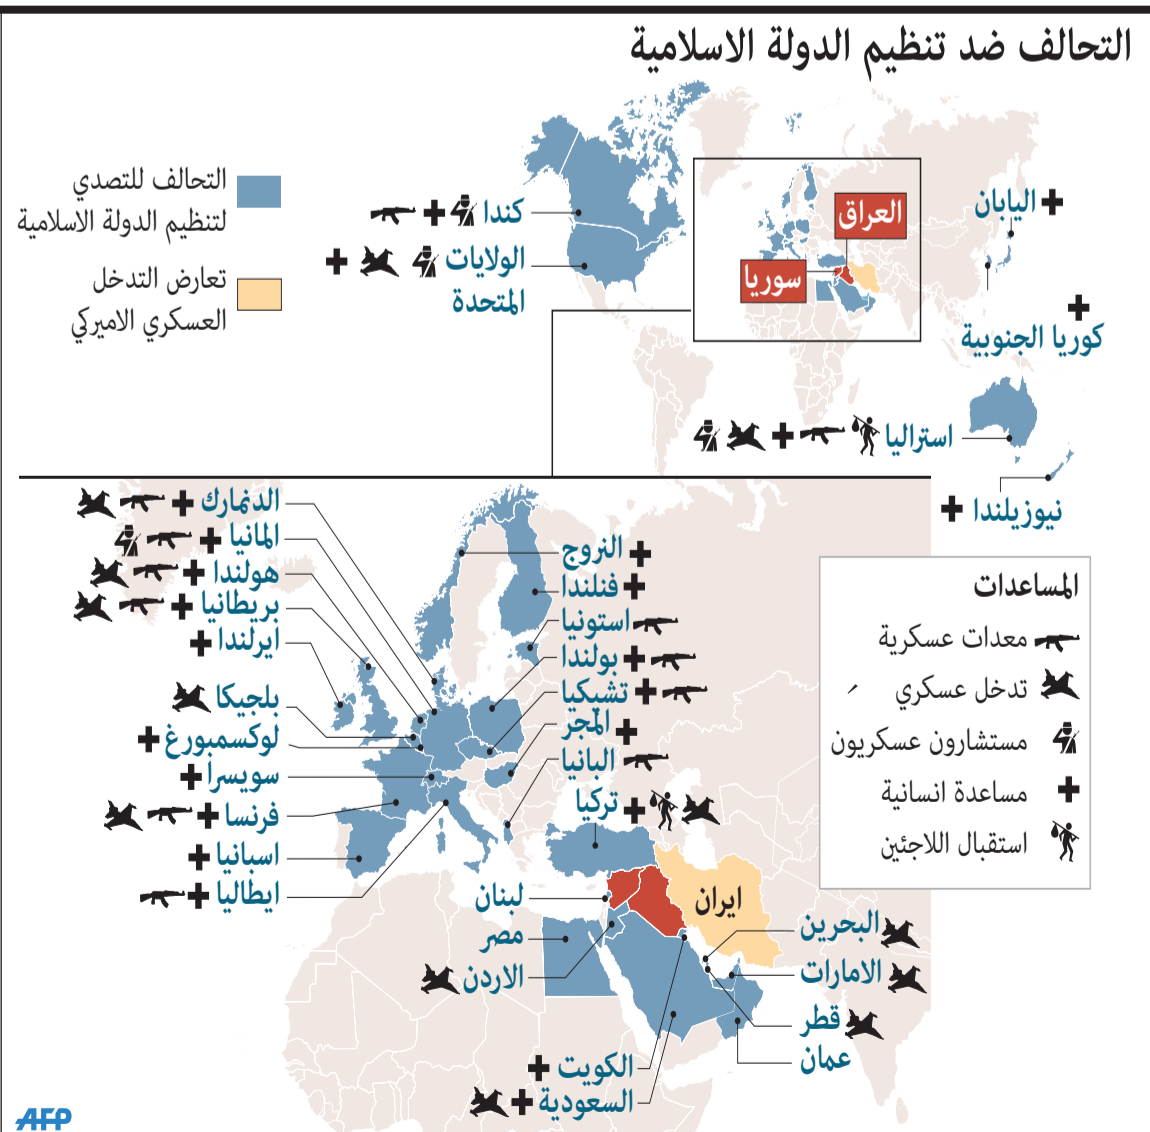 التحالف ضد تنظيم الدولة الاسلامية
التحالف للتصدي
لتنظيم الدولة الاسلامية
تعارض التدخل
العسكري الاميركي
كندا
الولايات
المتحدة
العراق
سوريا
اليابان
كوريا الجنوبية
استراليا
نيوزيلندا
المساعدات
معدات عسكرية
تدخل عسكري
مستشارون عسكريون
مساعدة انسانية
استقبال اللاجئين
الدنمارك
المانيا
هولندا
بريطانيا
ايرلندا
بلجيكا
لوكسمبورغ
سويسرا
فرنسا
اسبانيا
ايطاليا
النروج
فنلندا
استونيا
بولندا
تشيكيا
المجر
البانيا
تركيا
لبنان
مصر
الاردن
ايران
البحرين
الامارات
قطر
عمان
الكويت
السعودية
AFP